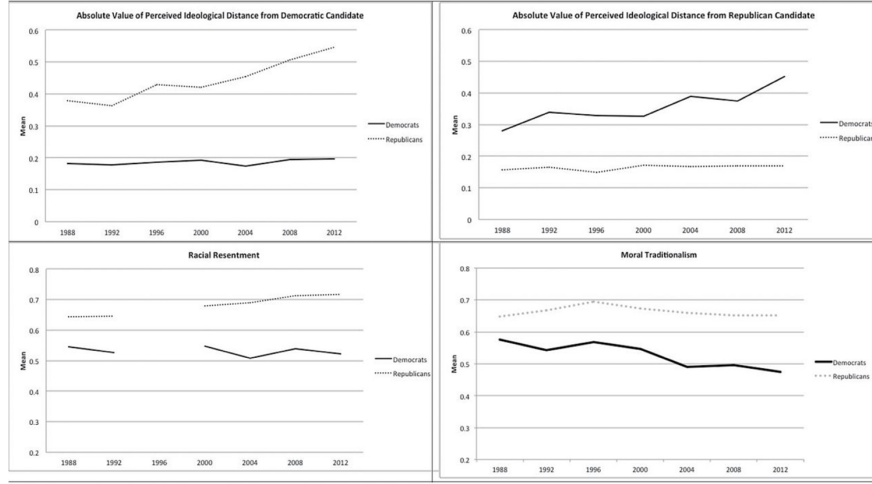 Absolute Value of Perceived Ideological Distance from Democratic Candidate
0.6
0.5
0.4
0.3
0.2
0.1
0
Mean
1988 1992 1996 2000 2004 2008 2012
Democrats
Republicans
Absolute Value of Perceived Ideological Distance from Republican Candidate
0.6
0.5
0.4
0.3
0.2
0.1
0
Mean
1988 1992 1996 2000 2004 2008 2012
Democrats
Republican
Racial Resentment
0.8
0.7
0.6
0.5
0.4
0.3
0.2
Mean
1988 1992 1996 2000 2004 2008 2012
Democrats
Republicans
Moral Traditionalism
0.8
0.7
0.6
0.5
0.4
0.3
0.2
Mean
1988 1992 1996 2000 2004 2008 2012
Democrats
Republicans